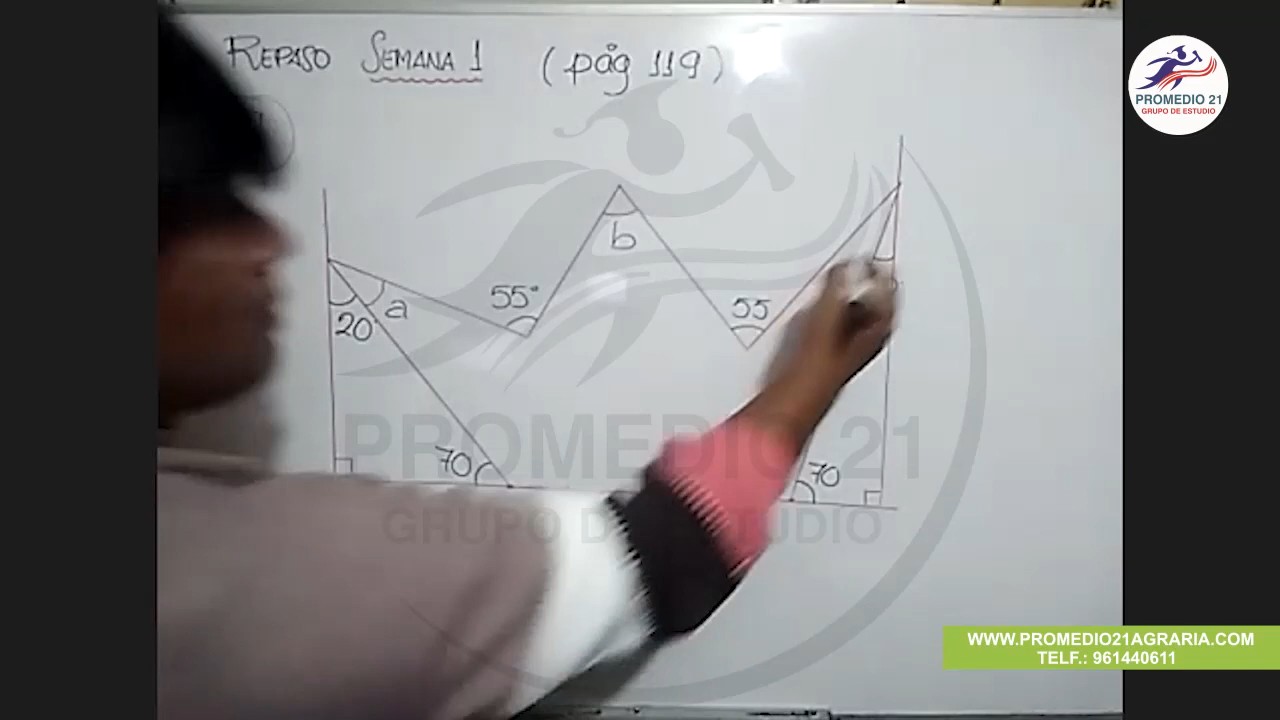 REPASO SEMANA 1 (pág 119)
PROMEDIO 21
GRUPO DE ESTUDIO
b
55°
55
a
20°
70
70
PROMEDIO 21
GRUPO DE ESTUDIO
WWW.PROMEDIO21AGRARIA.COM
TELF.: 961440611